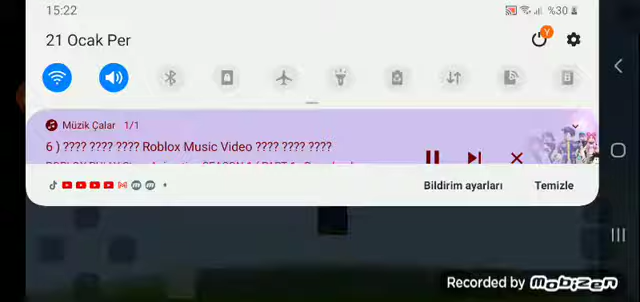 15:22
%30
21 Ocak Per
Müzik Çalar 1/1
6 ) ???? ???? ???? Roblox Music Video ???? ???? ????
Bildirim ayarları
Temizle
Recorded by mobizen